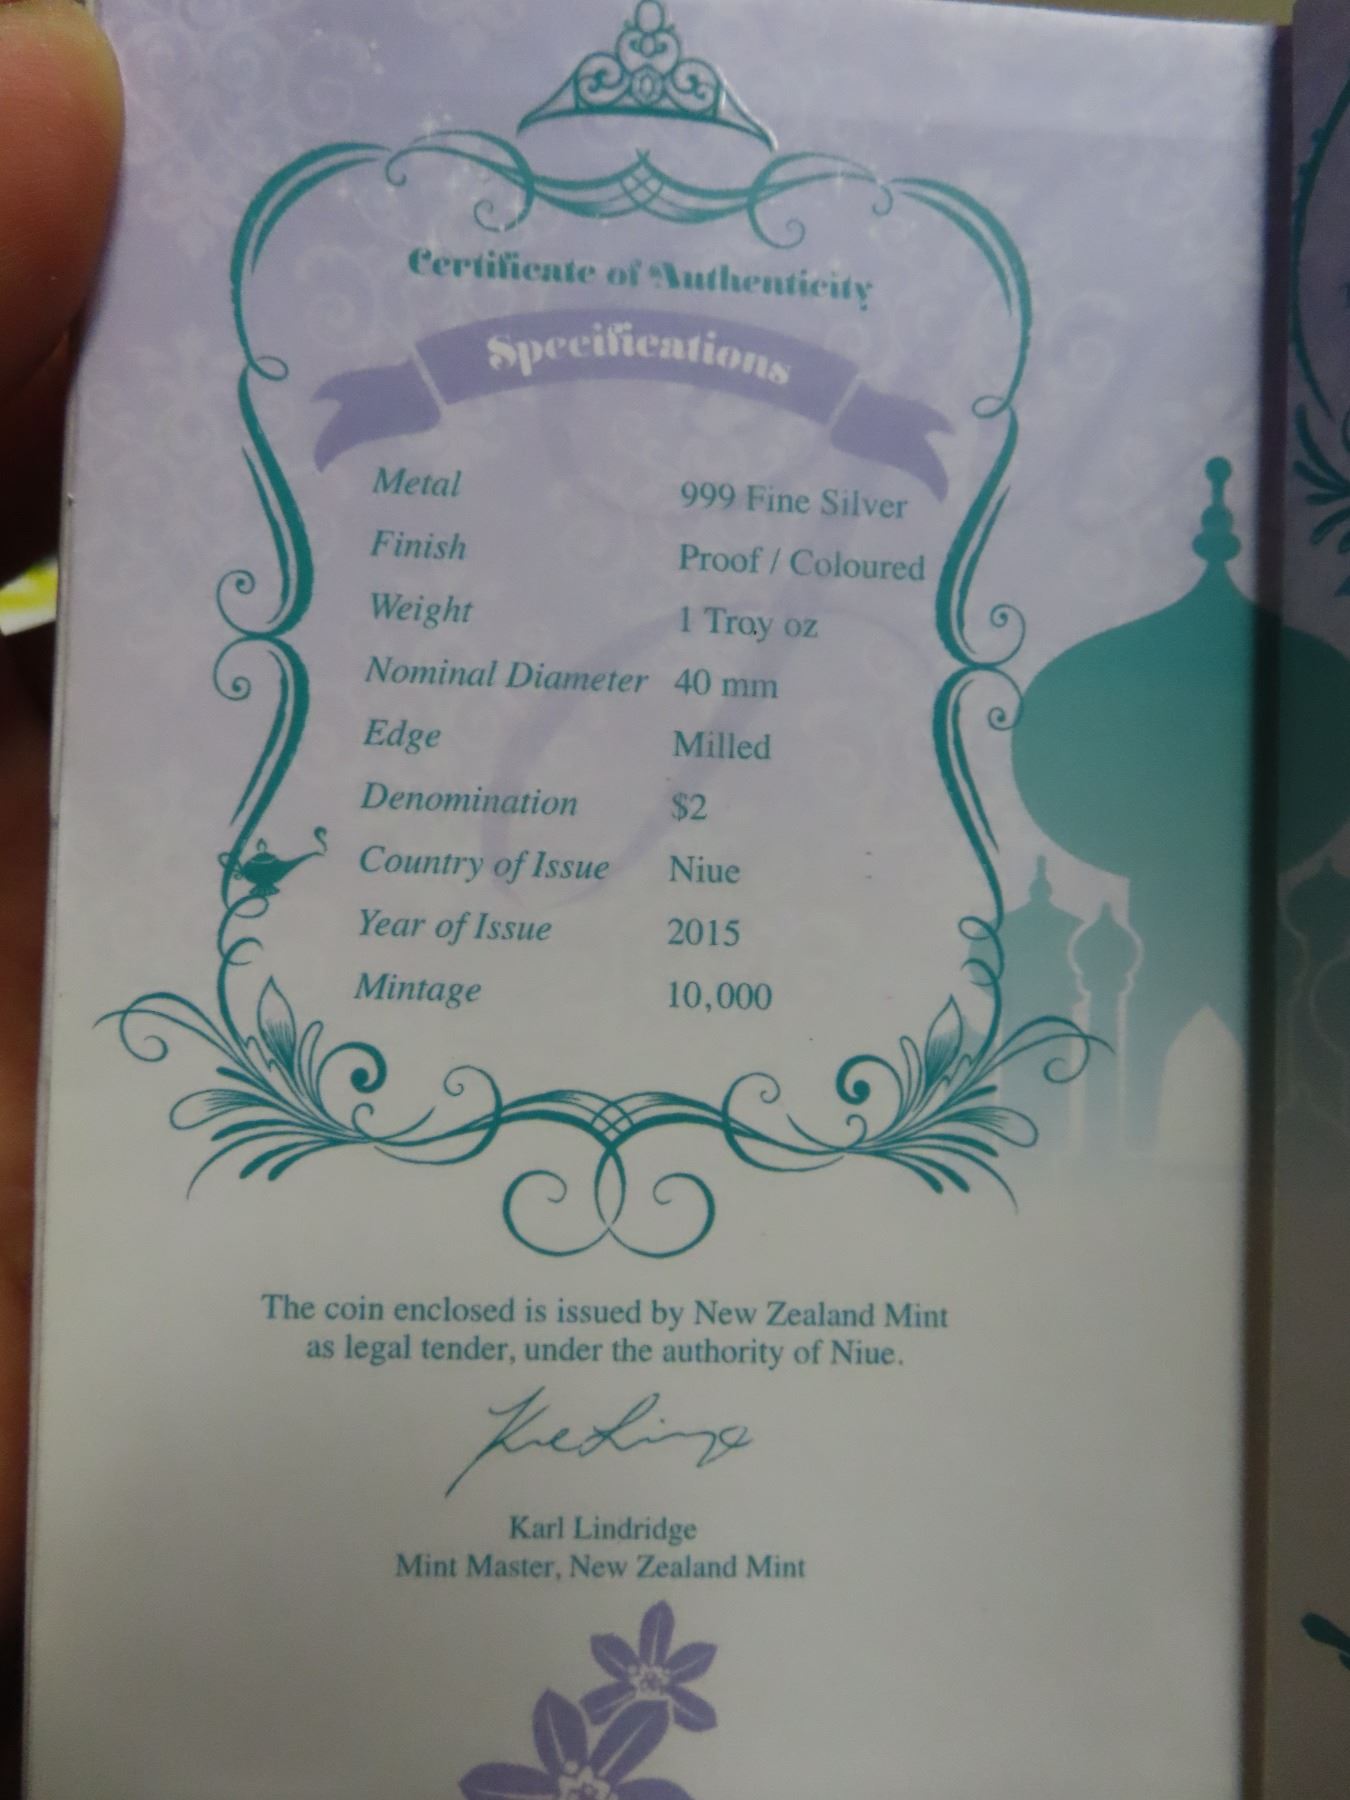 Certificate of Authenticity
Specifications
Metal 999 Fine Silver
Finish Proof / Coloured
Weight 1 Troy oz
Nominal Diameter 40 mm
Edge Milled
Denomination $2
Country of Issue Niue
Year of Issue 2015
Mintage 10,000
The coin enclosed is issued by New Zealand Mint
as legal tender, under the authority of Niue.
Karl Lindridge
Mint Master, New Zealand Mint